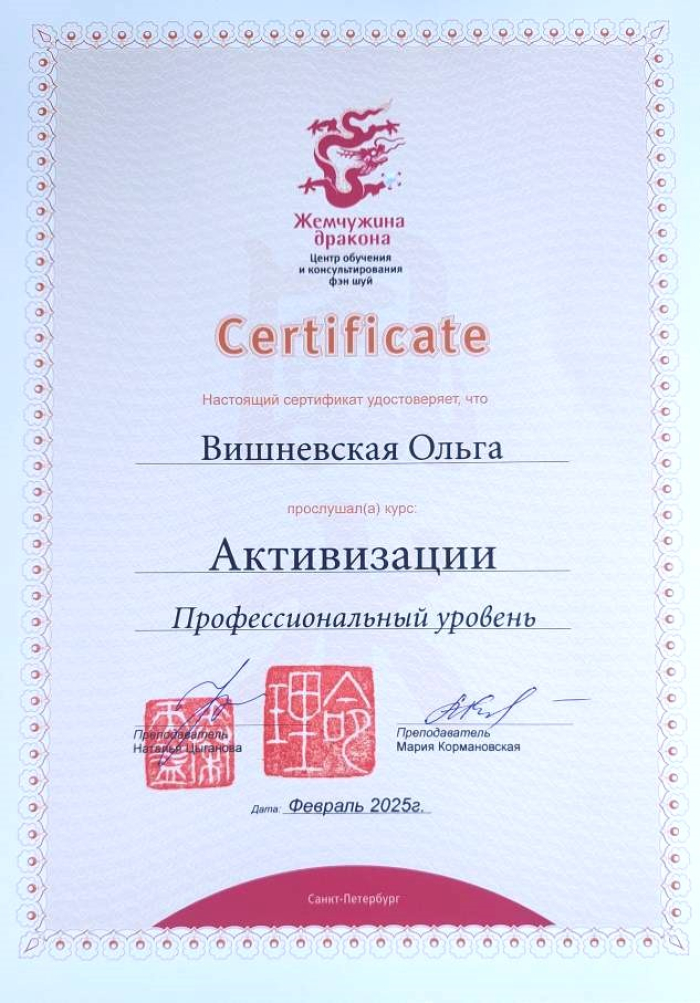 Жемчужина
дракона
Центр обучения
и консультирования
фэн шуй
Certificate
Настоящий сертификат удостоверяет, что
Вишневская Ольга
прослушал(а) курс:
Активизации
Профессиональный уровень
Преподаватель
Наталья Цыганова
Преподаватель
Мария Кормановская
Дата: Февраль 2025г.
Санкт-Петербург